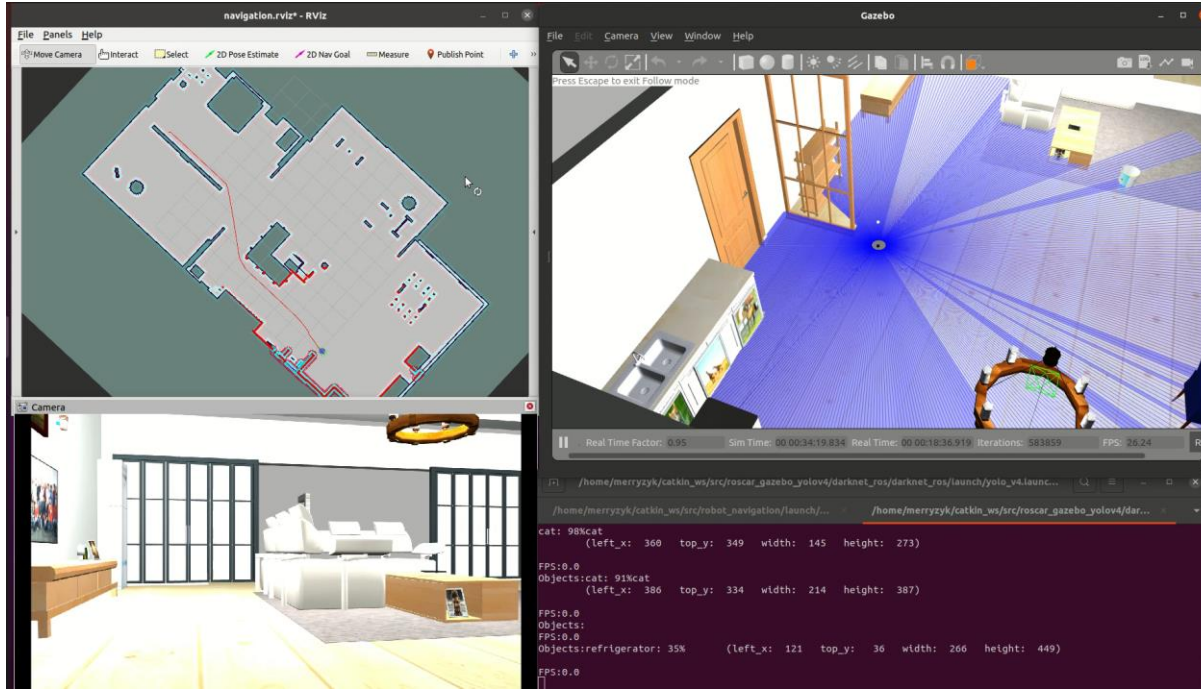 navigation.rviz* - RViz
File Panels Help
Move Camera Interact Select 2D Pose Estimate 2D Nav Goal Measure Publish Point
Camera
Gazebo
File Edit Camera View Window Help
Press Escape to exit Follow mode
Real Time Factor: 0.95 Sim Time: 00 00:34:19.834 Real Time: 00 00:18:36.919 Iterations: 583859 FPS: 26.24 R
/home/merryzyk/catkin_ws/src/roscar_gazebo_yolov4/darknet_ros/darknet_ros/launch/yolo_v4.launc...
/home/merryzyk/catkin_ws/src/robot_navigation/launch/... /home/merryzyk/catkin_ws/src/roscar_gazebo_yolov4/dar...
cat: 98%cat
(left_x: 360 top_y: 349 width: 145 height: 273)
FPS:0.0
Objects:cat: 91%cat
(left_x: 386 top_y: 334 width: 214 height: 387)
FPS:0.0
Objects:
FPS:0.0
Objects:refrigerator: 35% (left_x: 121 top_y: 36 width: 266 height: 449)
FPS:0.0